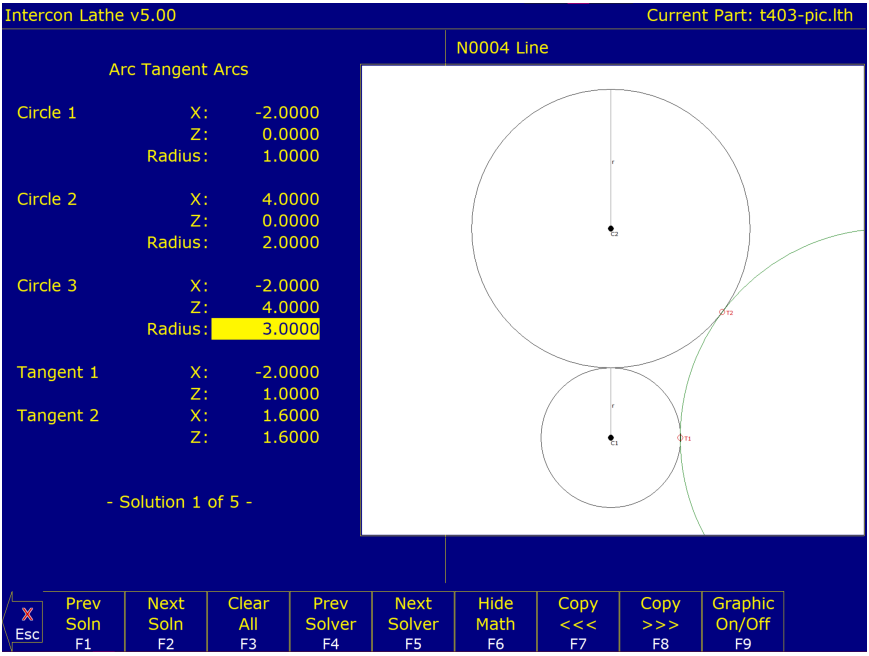 Intercon Lathe v5.00 Current Part: t403-pic.lth
N0004 Line
Arc Tangent Arcs
Circle 1 X: -2.0000
Z: 0.0000
Radius: 1.0000
Circle 2 X: 4.0000
Z: 0.0000
Radius: 2.0000
Circle 3 X: -2.0000
Z: 4.0000
Radius: 3.0000
Tangent 1 X: -2.0000
Z: 1.0000
Tangent 2 X: 1.6000
Z: 1.6000
- Solution 1 of 5 -
r
C2
T2
r
C1
T1
X Esc
Prev Soln F1
Next Soln F2
Clear All F3
Prev Solver F4
Next Solver F5
Hide Math F6
Copy <<< F7
Copy >>> F8
Graphic On/Off F9